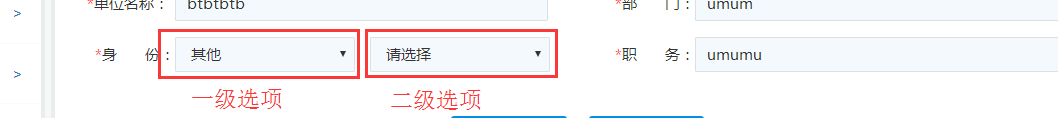 >
*单位名称： btbtbtb *部 门： umum
>
*身 份： 其他 ▼ 请选择 ▼ *职 务： umumu
一级选项 二级选项